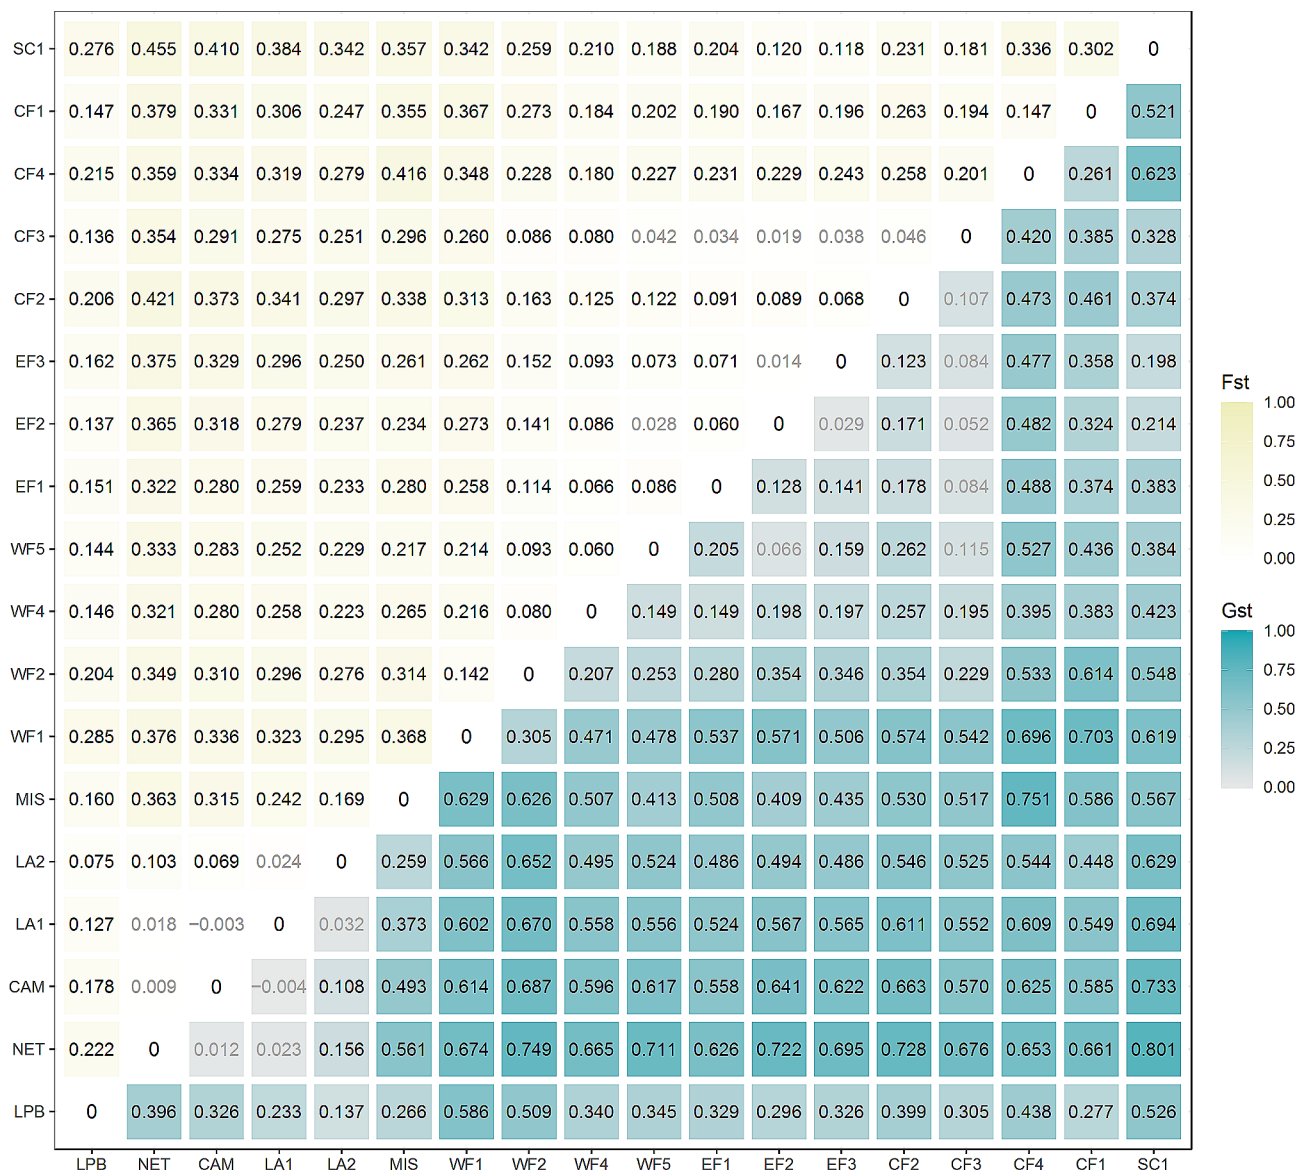 SC1 0.276 0.455 0.410 0.384 0.342 0.357 0.342 0.259 0.210 0.188 0.204 0.120 0.118 0.231 0.181 0.336 0.302 0
CF1 0.147 0.379 0.331 0.306 0.247 0.355 0.367 0.273 0.184 0.202 0.190 0.167 0.196 0.263 0.194 0.147 0 0.521
CF4 0.215 0.359 0.334 0.319 0.279 0.416 0.348 0.228 0.180 0.227 0.231 0.229 0.243 0.258 0.201 0 0.261 0.623
CF3 0.136 0.354 0.291 0.275 0.251 0.296 0.260 0.086 0.080 0.042 0.034 0.019 0.038 0.046 0 0.420 0.385 0.328
CF2 0.206 0.421 0.373 0.341 0.297 0.338 0.313 0.163 0.125 0.122 0.091 0.089 0.068 0 0.107 0.473 0.461 0.374
EF3 0.162 0.375 0.329 0.296 0.250 0.261 0.262 0.152 0.093 0.073 0.071 0.014 0 0.123 0.084 0.477 0.358 0.198
EF2 0.137 0.365 0.318 0.279 0.237 0.234 0.273 0.141 0.086 0.028 0.060 0 0.029 0.171 0.052 0.482 0.324 0.214
EF1 0.151 0.322 0.280 0.259 0.233 0.280 0.258 0.114 0.066 0.086 0 0.128 0.141 0.178 0.084 0.488 0.374 0.383
WF5 0.144 0.333 0.283 0.252 0.229 0.217 0.214 0.093 0.060 0 0.205 0.066 0.159 0.262 0.115 0.527 0.436 0.384
WF4 0.146 0.321 0.280 0.258 0.223 0.265 0.216 0.080 0 0.149 0.149 0.198 0.197 0.257 0.195 0.395 0.383 0.423
WF2 0.204 0.349 0.310 0.296 0.276 0.314 0.142 0 0.207 0.253 0.280 0.354 0.346 0.354 0.229 0.533 0.614 0.548
WF1 0.285 0.376 0.336 0.323 0.295 0.368 0 0.305 0.471 0.478 0.537 0.571 0.506 0.574 0.542 0.696 0.703 0.619
MIS 0.160 0.363 0.315 0.242 0.169 0 0.629 0.626 0.507 0.413 0.508 0.409 0.435 0.530 0.517 0.751 0.586 0.567
LA2 0.075 0.103 0.069 0.024 0 0.259 0.566 0.652 0.495 0.524 0.486 0.494 0.486 0.546 0.525 0.544 0.448 0.629
LA1 0.127 0.018 −0.003 0 0.032 0.373 0.602 0.670 0.558 0.556 0.524 0.567 0.565 0.611 0.552 0.609 0.549 0.694
CAM 0.178 0.009 0 −0.004 0.108 0.493 0.614 0.687 0.596 0.617 0.558 0.641 0.622 0.663 0.570 0.625 0.585 0.733
NET 0.222 0 0.012 0.023 0.156 0.561 0.674 0.749 0.665 0.711 0.626 0.722 0.695 0.728 0.676 0.653 0.661 0.801
LPB 0 0.396 0.326 0.233 0.137 0.266 0.586 0.509 0.340 0.345 0.329 0.296 0.326 0.399 0.305 0.438 0.277 0.526
LPB NET CAM LA1 LA2 MIS WF1 WF2 WF4 WF5 EF1 EF2 EF3 CF2 CF3 CF4 CF1 SC1
Fst
1.00
0.75
0.50
0.25
0.00
Gst
1.00
0.75
0.50
0.25
0.00